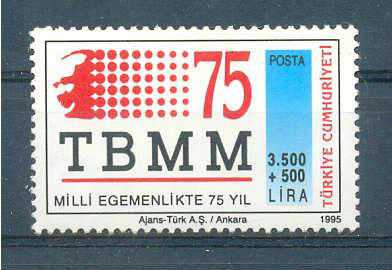 75
TBMM
MİLLİ EGEMENLİKTE 75 YIL
POSTA
3.500
+ 500
LİRA
TÜRKİYE CUMHURİYETİ
Ajans-Türk A.Ş. / Ankara
1995